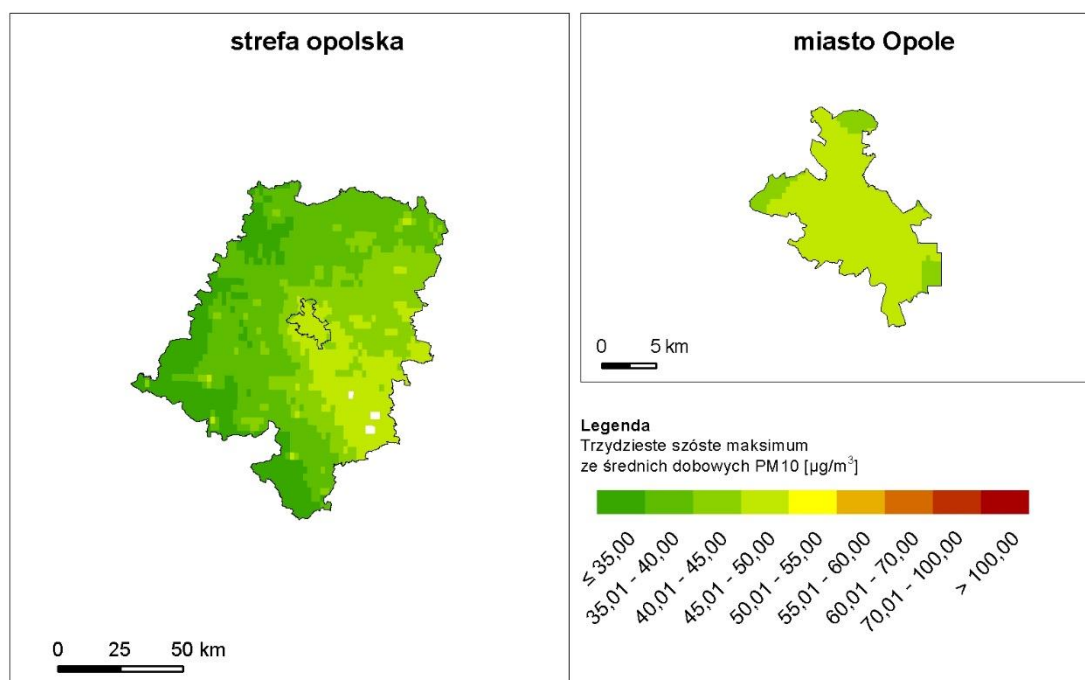 strefa opolska
0 25 50 km
miasto Opole
0 5 km
Legenda
Trzydzieste szóste maksimum
ze średnich dobowych PM10 [µg/m³]
≤ 35,00
35,01 - 40,00
40,01 - 45,00
45,01 - 50,00
50,01 - 55,00
55,01 - 60,00
60,01 - 70,00
70,01 - 100,00
> 100,00